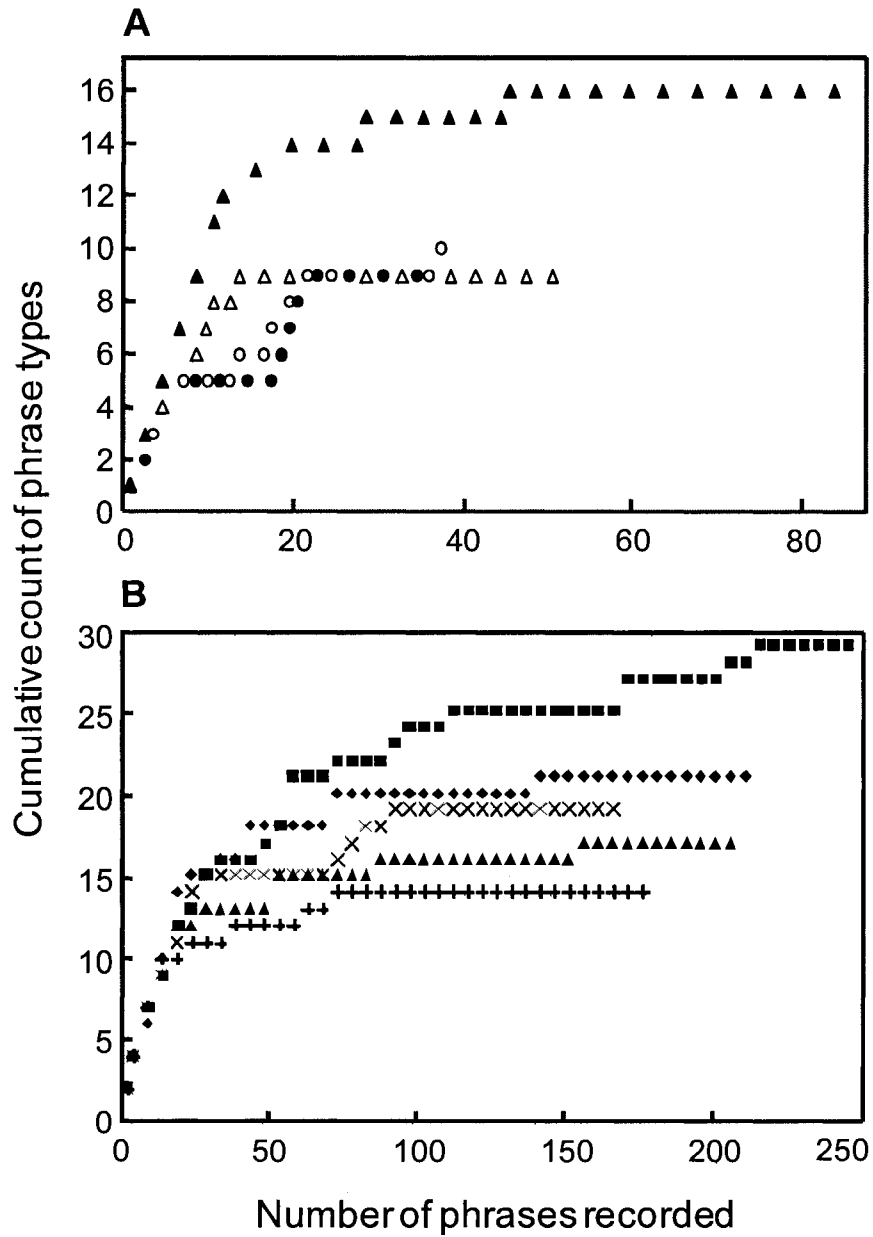 A
16
14
12
10
8
6
4
2
0
0 20 40 60 80
Cumulative count of phrase types
B
30
25
20
15
10
5
0
0 50 100 150 200 250
Number of phrases recorded